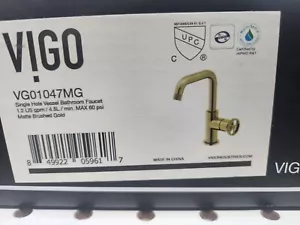 VIGO
VG01047MG
Single Hole Vessel Bathroom Faucet
1.2 US gpm / 4.5L / min, MAX 60 psi
Matte Brushed Gold
C UPC
8 49922 05961 7
MADE IN CHINA
VIG